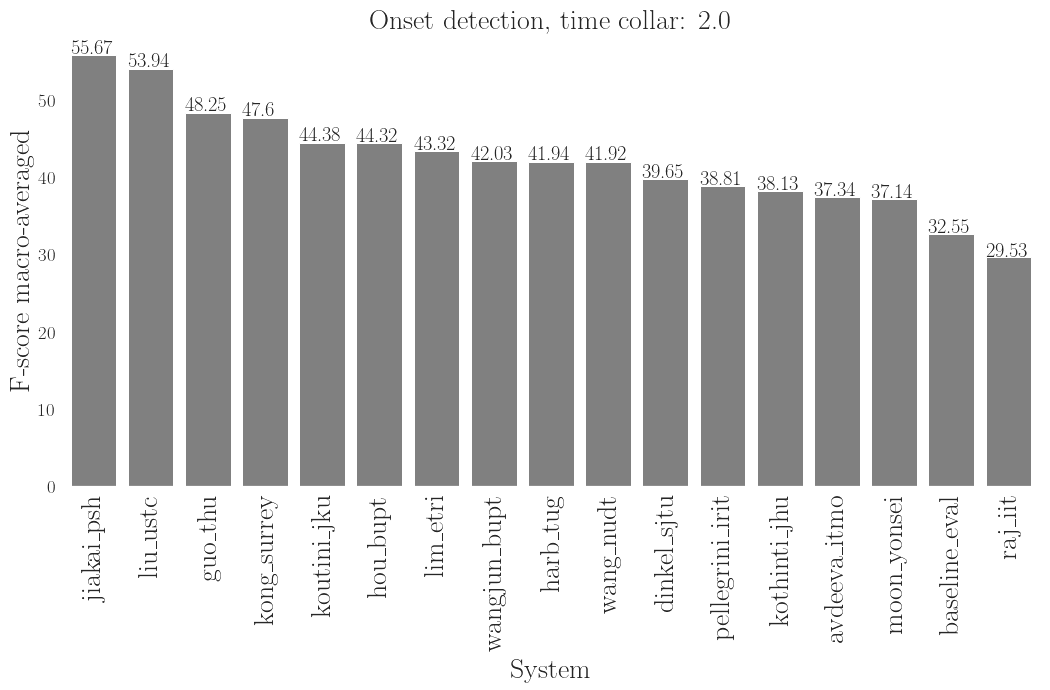 Onset detection, time collar: 2.0
F-score macro-averaged
50
40
30
20
10
0
55.67
53.94
48.25
47.6
44.38
44.32
43.32
42.03
41.94
41.92
39.65
38.81
38.13
37.34
37.14
32.55
29.53
jiakai_psh
liu_ustc
guo_thu
kong_surrey
koutini_jku
hou_bupt
lim_etri
wangjun_bupt
harb_tug
wang_nudt
dinkel_sjtu
pellegrini_irit
kothinti_jhu
avdeeva_itmo
moon_yonsei
baseline_eval
raj_iit
System